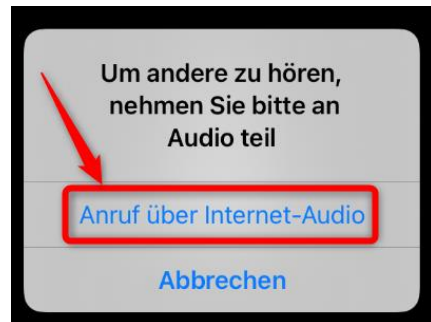 Um andere zu hören,
nehmen Sie bitte an
Audio teil
Anruf über Internet-Audio
Abbrechen